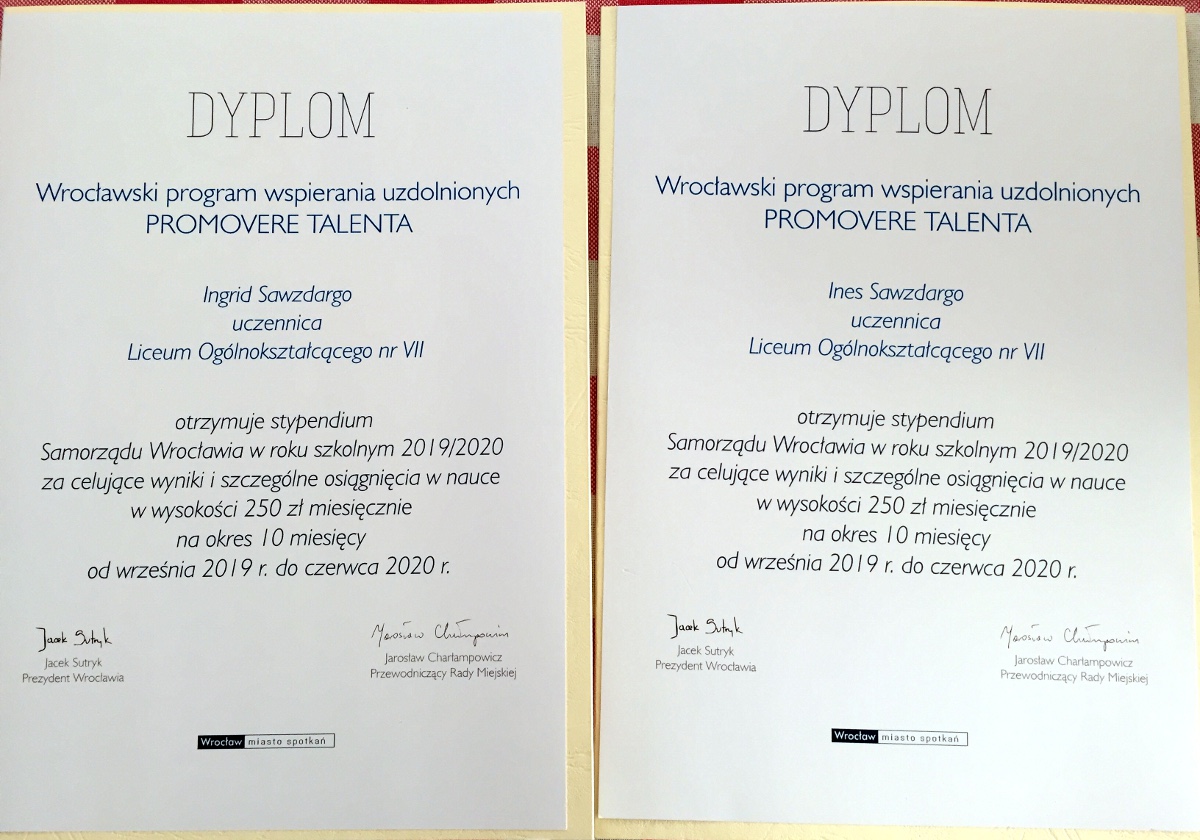 DYPLOM
Wrocławski program wspierania uzdolnionych
PROMOVERE TALENTA
Ingrid Sawzdargo
uczennica
Liceum Ogólnokształcącego nr VII
otrzymuje stypendium
Samorządu Wrocławia w roku szkolnym 2019/2020
za celujące wyniki i szczególne osiągnięcia w nauce
w wysokości 250 zł miesięcznie
na okres 10 miesięcy
od września 2019 r. do czerwca 2020 r.
Jacek Sutryk
Jarosław Charłampowicz
Jacek Sutryk
Prezydent Wrocławia
Jarosław Charłampowicz
Przewodniczący Rady Miejskiej
Wrocław miasto spotkań
DYPLOM
Wrocławski program wspierania uzdolnionych
PROMOVERE TALENTA
Ines Sawzdargo
uczennica
Liceum Ogólnokształcącego nr VII
otrzymuje stypendium
Samorządu Wrocławia w roku szkolnym 2019/2020
za celujące wyniki i szczególne osiągnięcia w nauce
w wysokości 250 zł miesięcznie
na okres 10 miesięcy
od września 2019 r. do czerwca 2020 r.
Jacek Sutryk
Jarosław Charłampowicz
Jacek Sutryk
Prezydent Wrocławia
Jarosław Charłampowicz
Przewodniczący Rady Miejskiej
Wrocław miasto spotkań